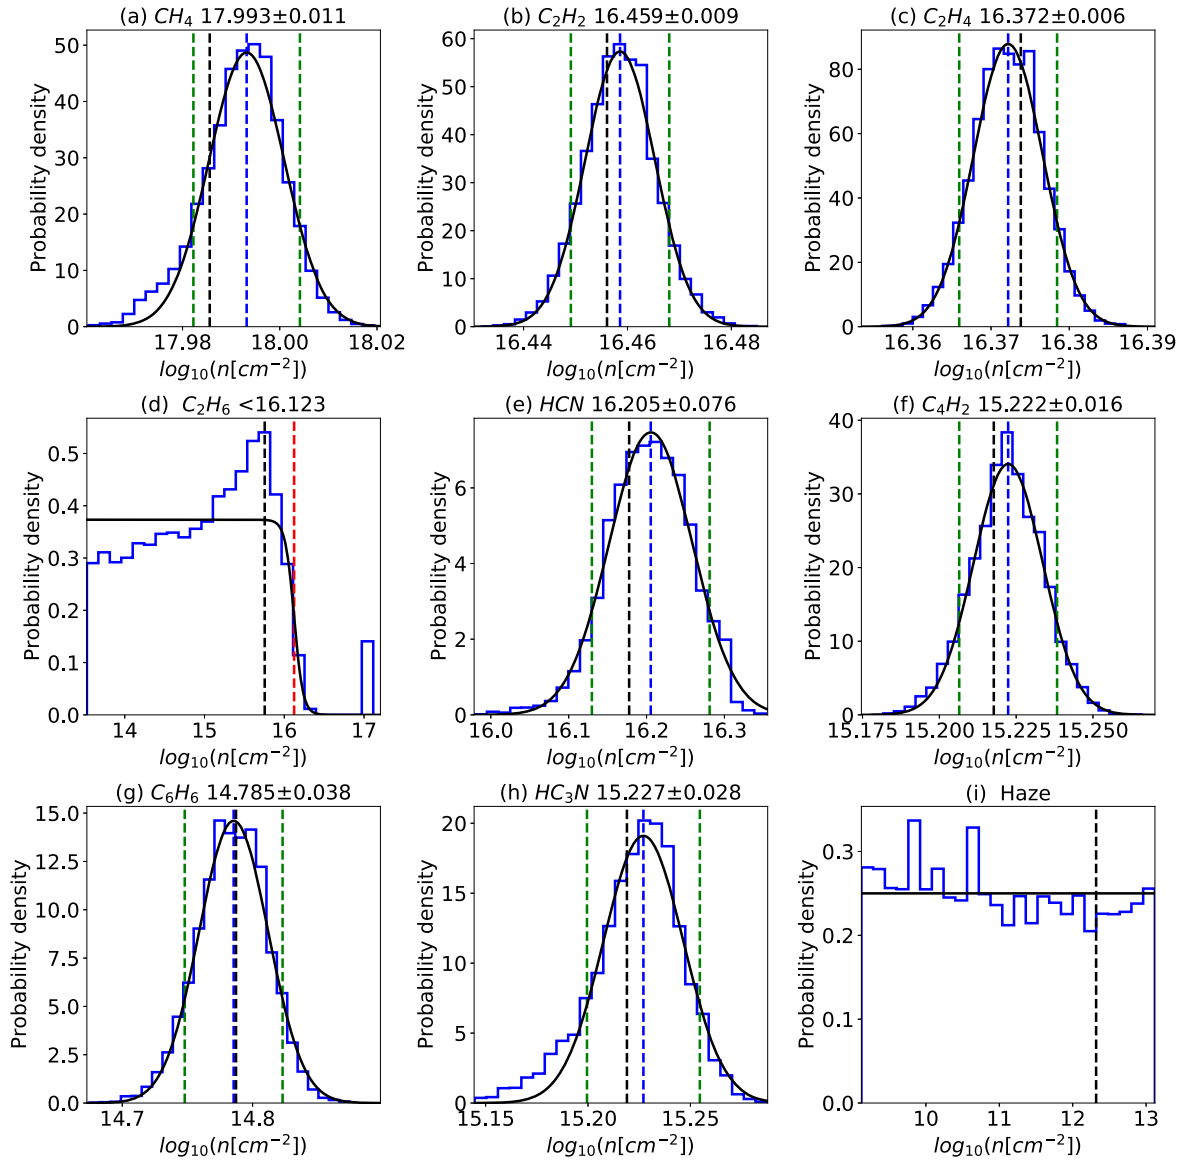 (a) CH₄ 17.993±0.011
(b) C₂H₂ 16.459±0.009
(c) C₂H₄ 16.372±0.006
Probability density
50
40
30
20
10
0
17.98 18.00 18.02
log₁₀(n[cm⁻²])
Probability density
60
50
40
30
20
10
0
16.44 16.46 16.48
log₁₀(n[cm⁻²])
Probability density
80
60
40
20
0
16.36 16.37 16.38 16.39
log₁₀(n[cm⁻²])
(d) C₂H₆ <16.123
(e) HCN 16.205±0.076
(f) C₄H₂ 15.222±0.016
Probability density
0.5
0.4
0.3
0.2
0.1
0.0
14 15 16 17
log₁₀(n[cm⁻²])
Probability density
6
4
2
0
16.0 16.1 16.2 16.3
log₁₀(n[cm⁻²])
Probability density
40
30
20
10
0
15.175 15.200 15.225 15.250
log₁₀(n[cm⁻²])
(g) C₆H₆ 14.785±0.038
(h) HC₃N 15.227±0.028
(i) Haze
Probability density
15.0
12.5
10.0
7.5
5.0
2.5
0.0
14.7 14.8
log₁₀(n[cm⁻²])
Probability density
20
15
10
5
0
15.15 15.20 15.25
log₁₀(n[cm⁻²])
Probability density
0.3
0.2
0.1
0.0
10 11 12 13
log₁₀(n[cm⁻²])